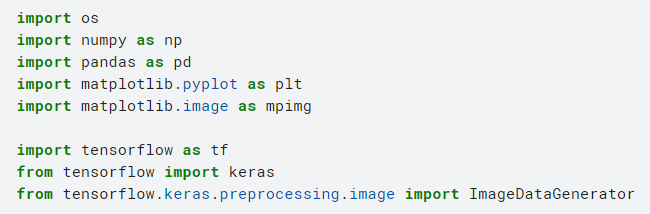 import os
import numpy as np
import pandas as pd
import matplotlib.pyplot as plt
import matplotlib.image as mpimg
import tensorflow as tf
from tensorflow import keras
from tensorflow.keras.preprocessing.image import ImageDataGenerator